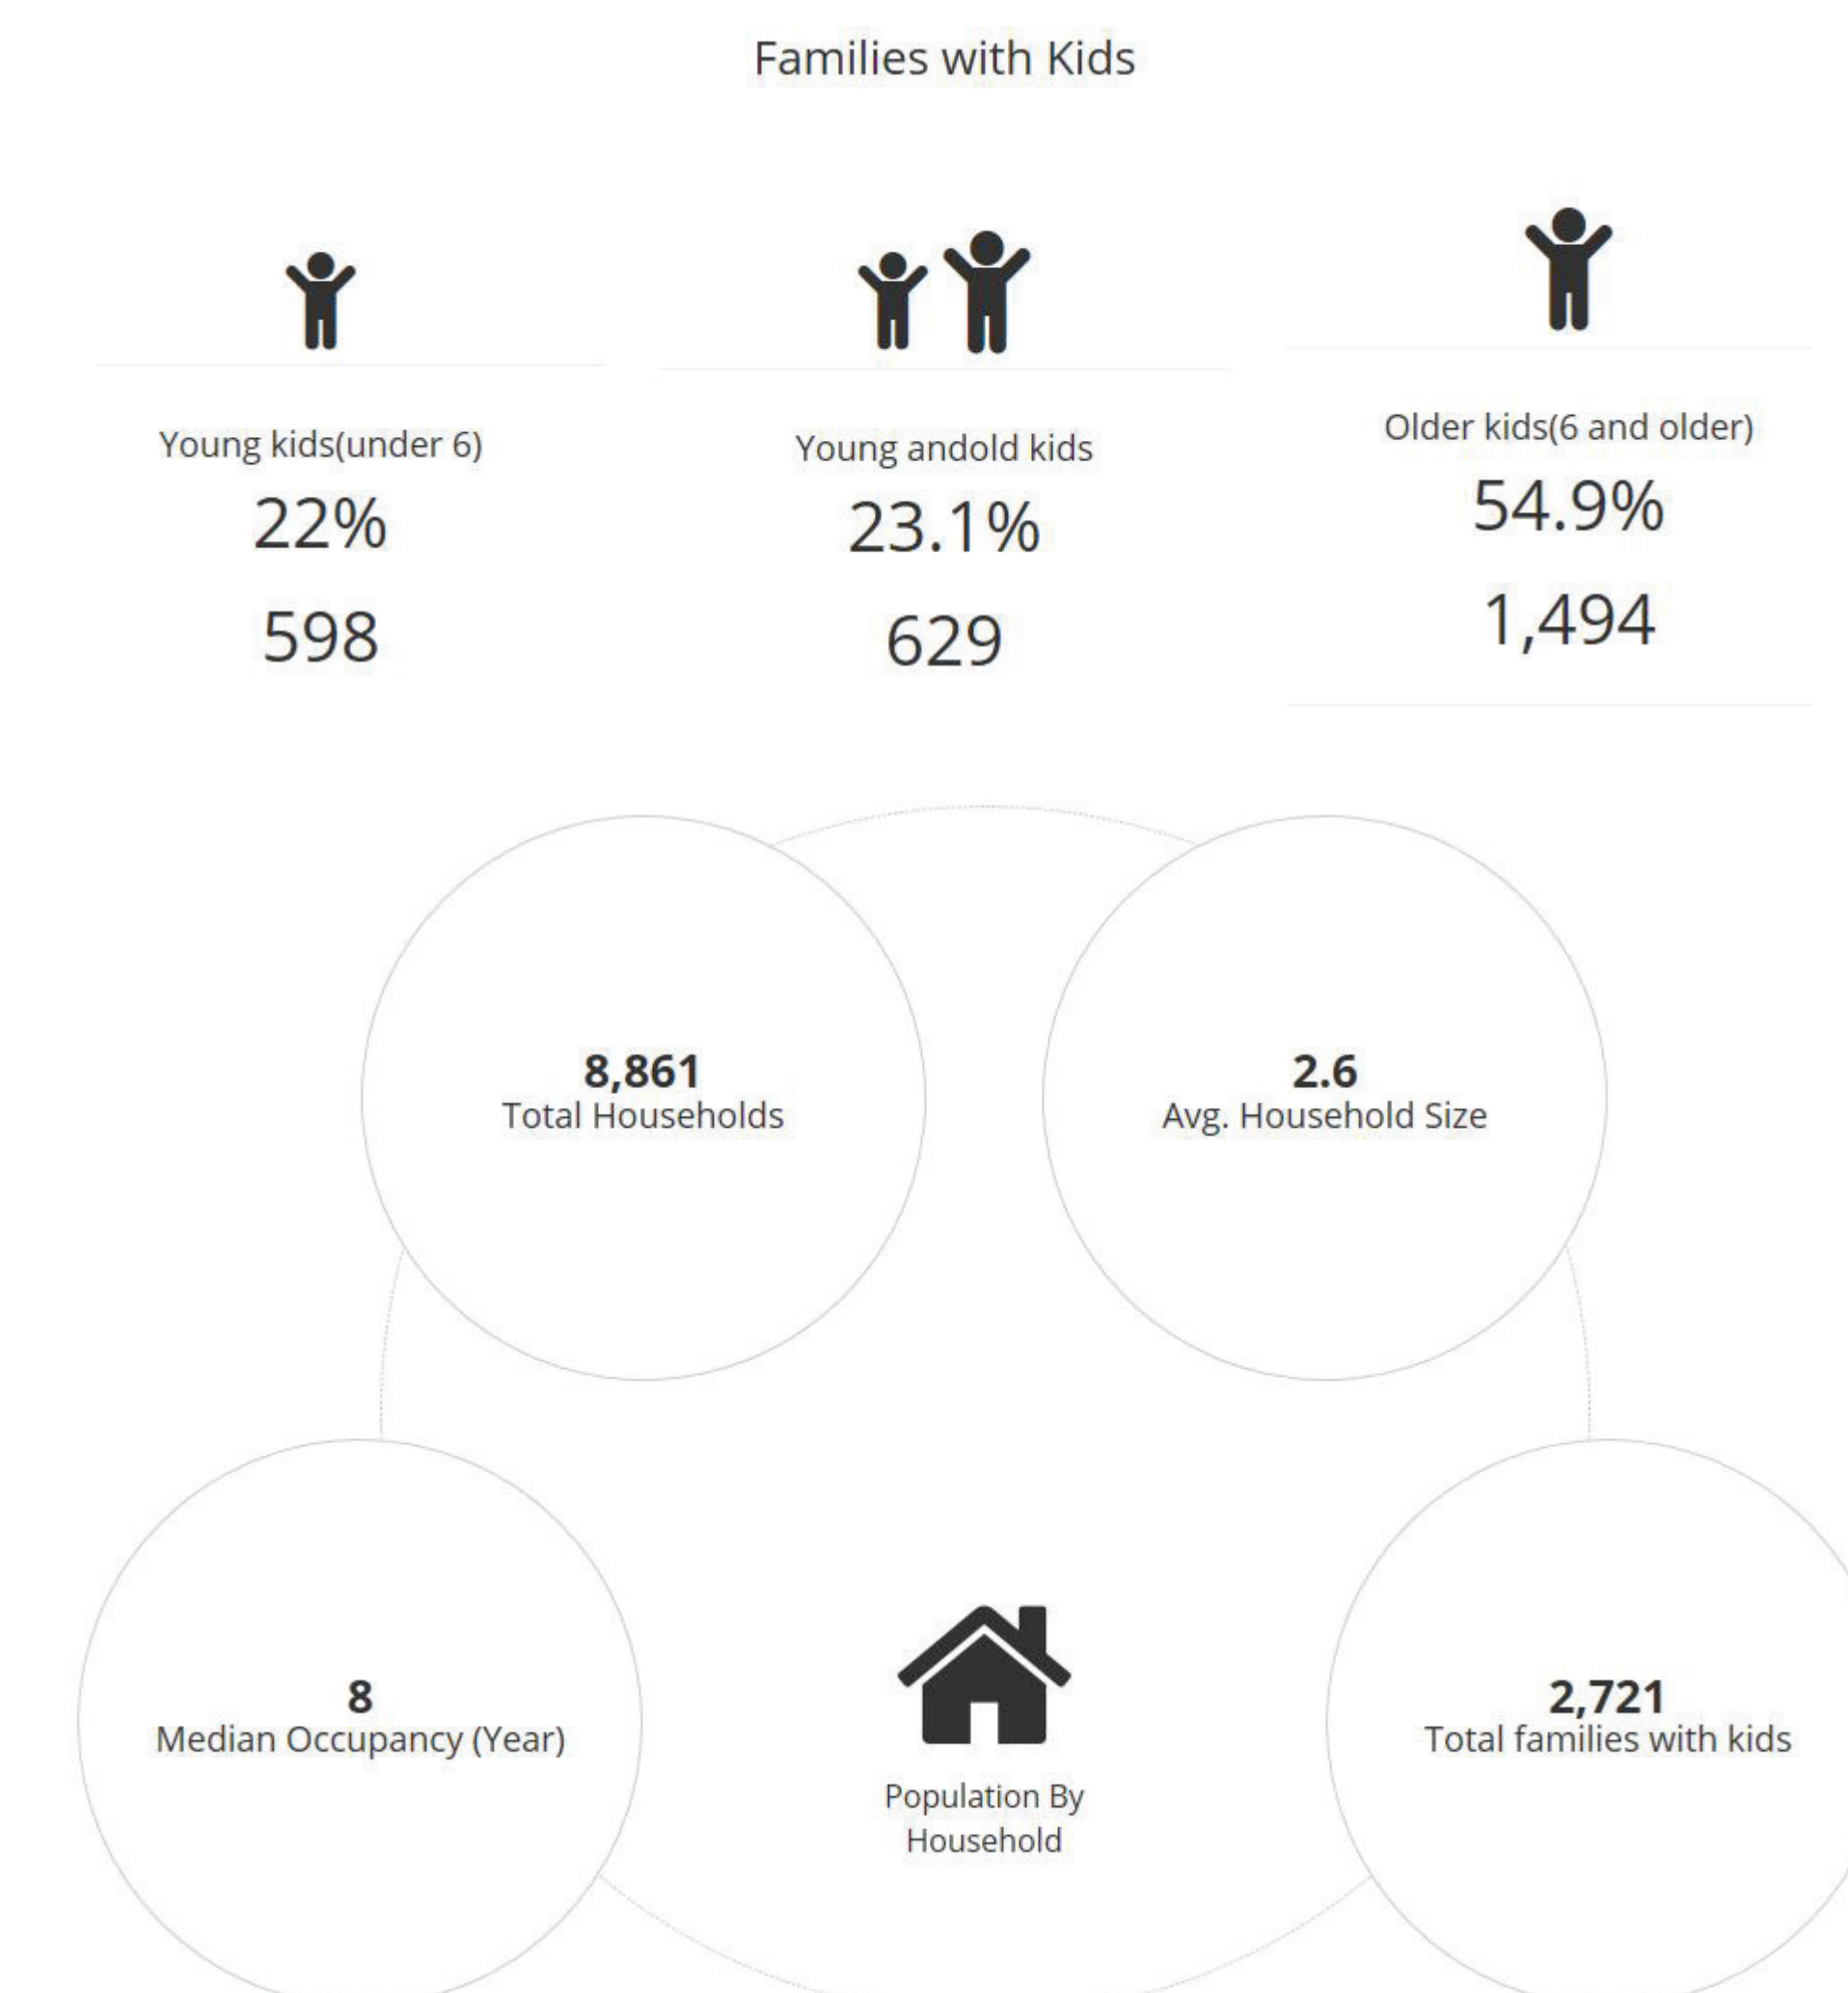 Families with Kids
Young kids(under 6)
22%
598
Young andold kids
23.1%
629
Older kids(6 and older)
54.9%
1,494
8,861
Total Households
2.6
Avg. Household Size
8
Median Occupancy (Year)
Population By
Household
2,721
Total families with kids